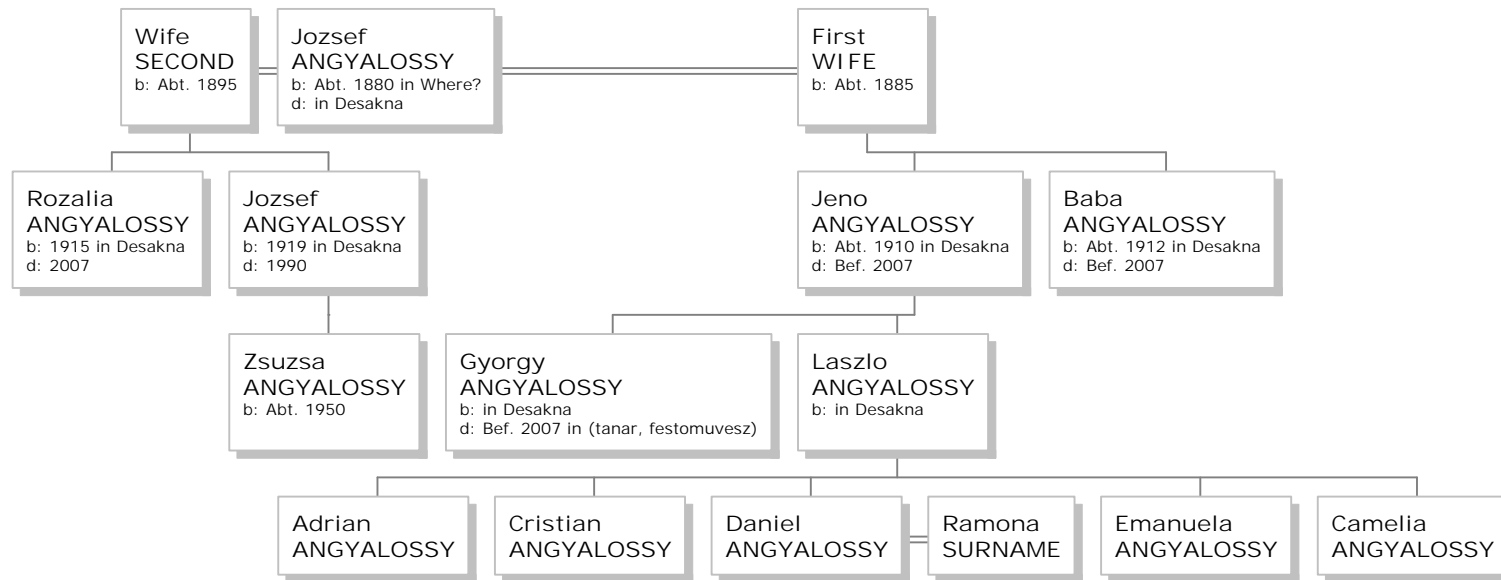 Wife
SECOND
b: Abt. 1895
Jozsef
ANGYALOSSY
b: Abt. 1880 in Where?
d: in Desakna
First
WIFE
b: Abt. 1885
Rozalia
ANGYALOSSY
b: 1915 in Desakna
d: 2007
Jozsef
ANGYALOSSY
b: 1919 in Desakna
d: 1990
Jeno
ANGYALOSSY
b: Abt. 1910 in Desakna
d: Bef. 2007
Baba
ANGYALOSSY
b: Abt. 1912 in Desakna
d: Bef. 2007
Zsuzsa
ANGYALOSSY
b: Abt. 1950
Gyorgy
ANGYALOSSY
b: in Desakna
d: Bef. 2007 in (tanar, festomuvesz)
Laszlo
ANGYALOSSY
b: in Desakna
Adrian
ANGYALOSSY
Cristian
ANGYALOSSY
Daniel
ANGYALOSSY
Ramona
SURNAME
Emanuela
ANGYALOSSY
Camelia
ANGYALOSSY